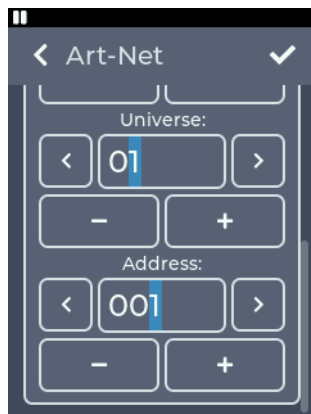 Art-Net
Universe:
< 01 >
− +
Address:
< 001 >
− +